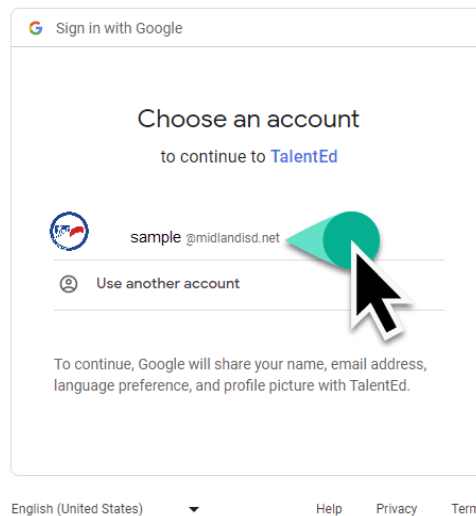 Sign in with Google
Choose an account
to continue to TalentEd
sample @midlandisd.net
Use another account
To continue, Google will share your name, email address,
language preference, and profile picture with TalentEd.
English (United States) Help Privacy Term